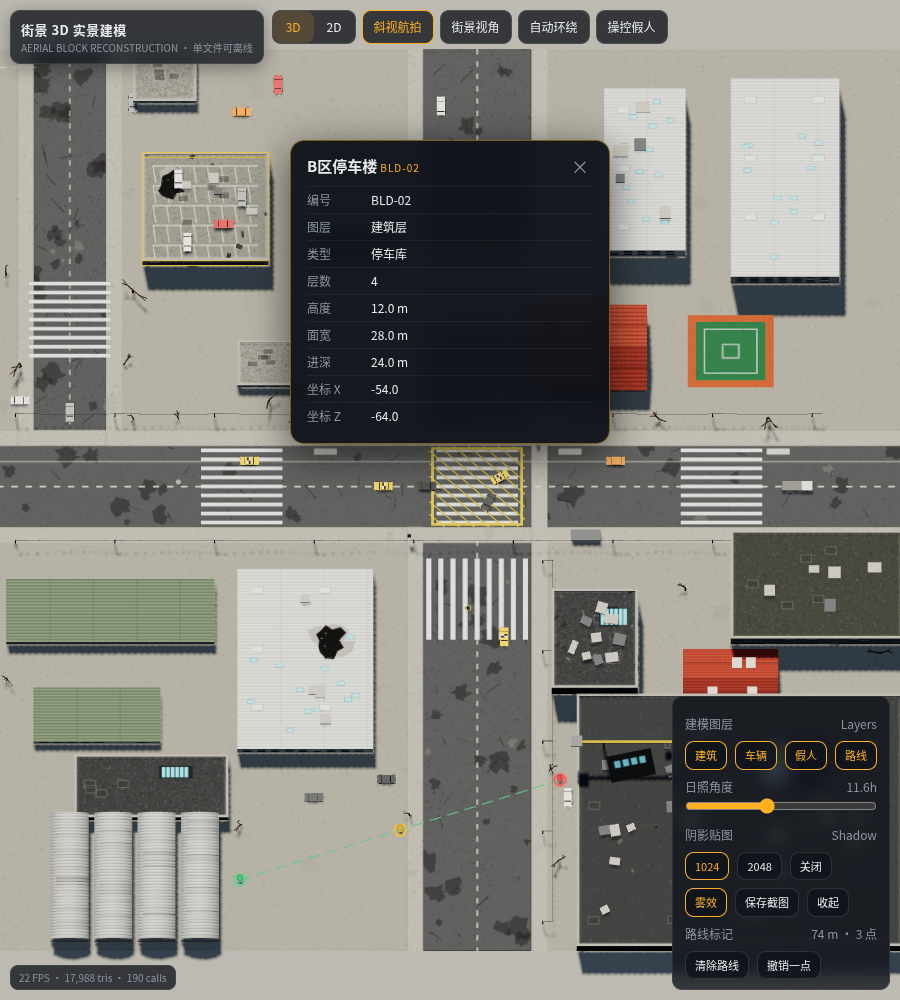 街景 3D 实景建模
AERIAL BLOCK RECONSTRUCTION · 单文件可离线
3D 2D 斜视航拍 街景视角 自动环绕 操控假人
B区停车楼 BLD-02
编号 BLD-02
图层 建筑层
类型 停车库
层数 4
高度 12.0 m
面宽 28.0 m
进深 24.0 m
坐标 X -54.0
坐标 Z -64.0
建模图层 Layers
建筑 车辆 假人 路线
日照角度 11.6h
阴影贴图 Shadow
1024 2048 关闭
雾效 保存截图 收起
路线标记 74 m · 3 点
清除路线 撤销一点
22 FPS · 17,988 tris · 190 calls